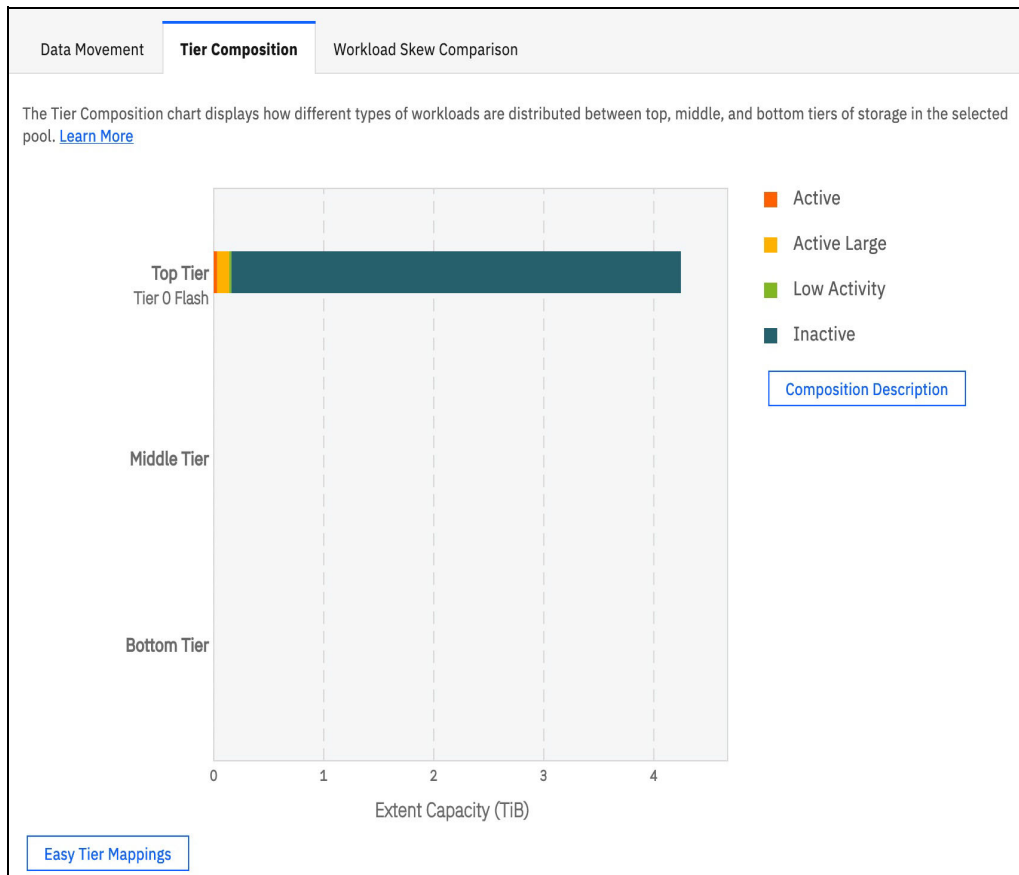 Data Movement
Tier Composition
Workload Skew Comparison
The Tier Composition chart displays how different types of workloads are distributed between top, middle, and bottom tiers of storage in the selected
pool. Learn More
Active
Active Large
Low Activity
Inactive
Composition Description
Top Tier
Tier 0 Flash
Middle Tier
Bottom Tier
0 1 2 3 4
Extent Capacity (TiB)
Easy Tier Mappings